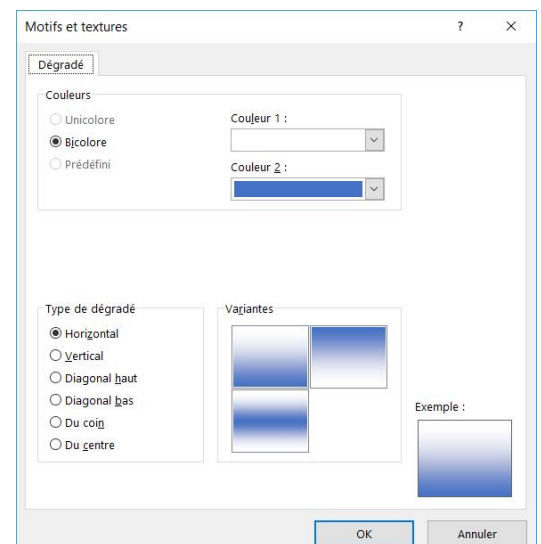 Motifs et textures
?
Dégradé
Couleurs
Unicolore
Bicolore
Prédéfini
Couleur 1 :
Couleur 2 :
Type de dégradé
Horizontal
Vertical
Diagonal haut
Diagonal bas
Du coin
Du centre
Variantes
Exemple :
OK
Annuler